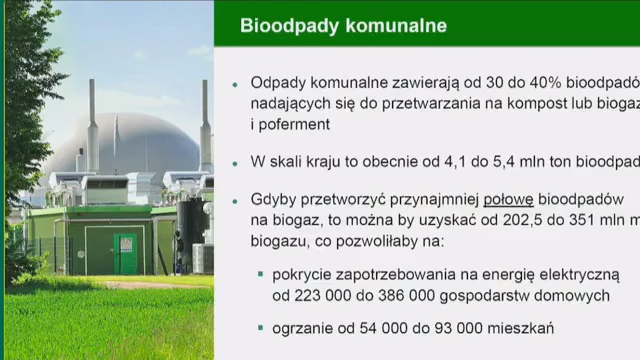 Bioodpady komunalne
Odpady komunalne zawierają od 30 do 40%
nadających się do przetwarzania na kompost lub
i poferment
W skali kraju to obecnie od 4,1 do 5,4 mln ton
Gdyby przetworzyć przynajmniej połowę bioodpadów
na biogaz, to można by uzyskać od 202,5 do 351 mln
biogazu, co pozwoliłaby na:
pokrycie zapotrzebowania na energię elektryczną
od 223 000 do 386 000 gospodarstw domowych
ogrzanie od 54 000 do 93 000 mieszkań